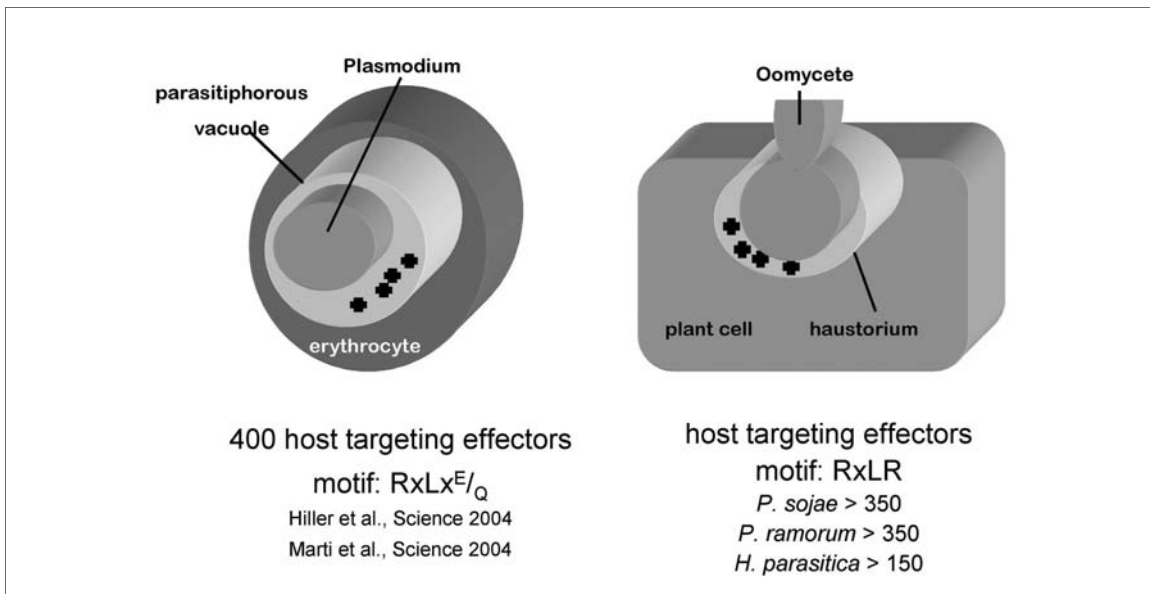 Plasmodium
parasitiphorous
vacuole
erythrocyte
400 host targeting effectors
motif: RxLxE/Q
Hiller et al., Science 2004
Marti et al., Science 2004
Oomycete
plant cell
haustorium
host targeting effectors
motif: RxLR
P. sojae > 350
P. ramorum > 350
H. parasitica > 150